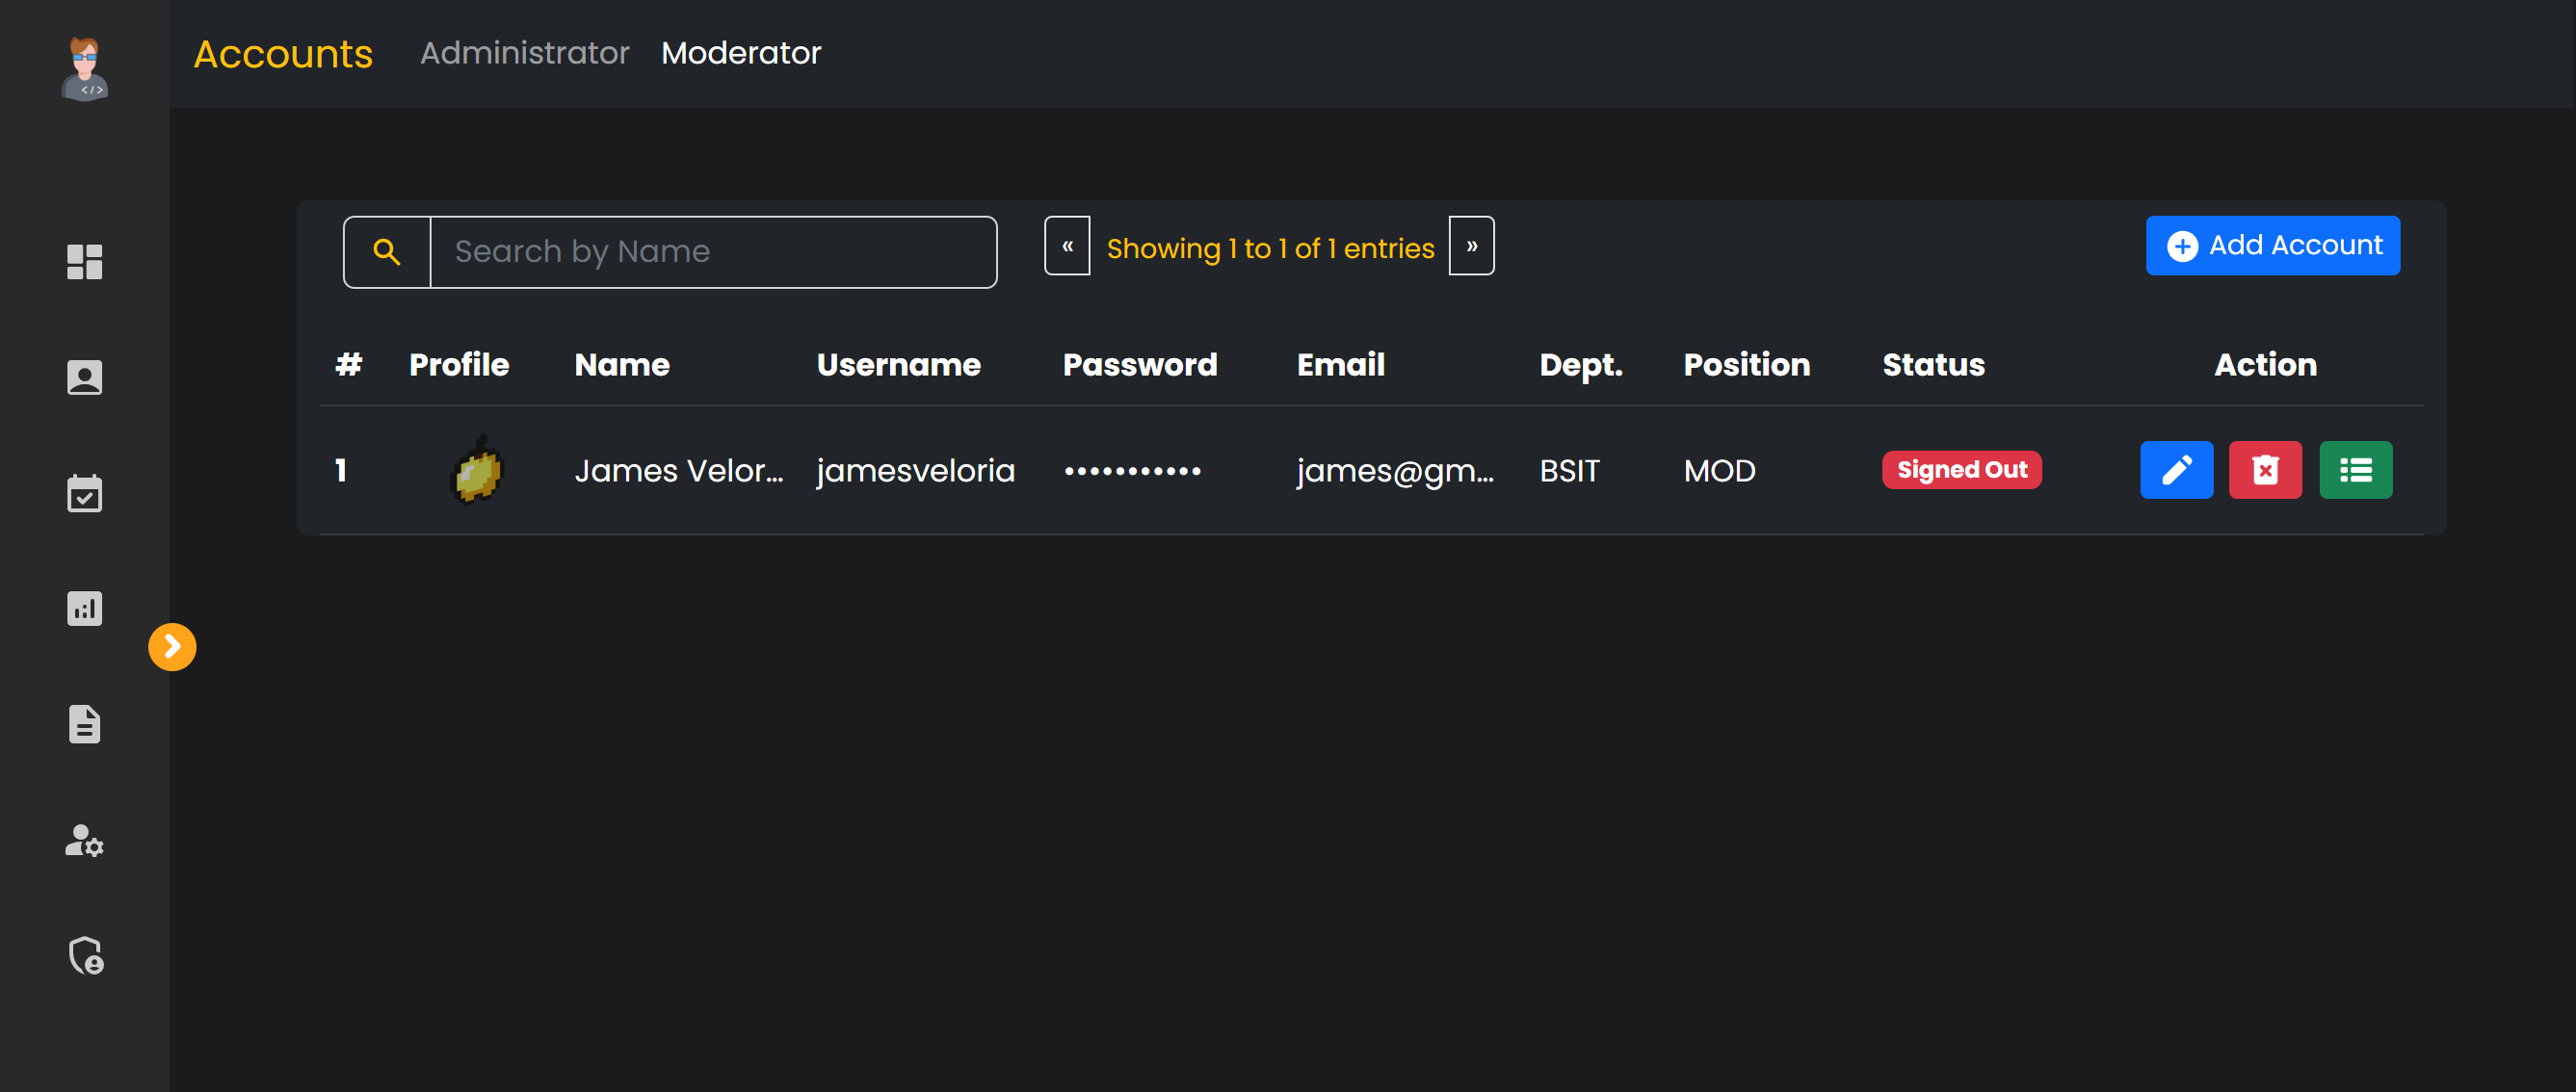 Accounts Administrator Moderator
Search by Name « Showing 1 to 1 of 1 entries » Add Account
# Profile Name Username Password Email Dept. Position Status Action
1 James Velor... jamesveloria ••••••••••• james@gm... BSIT MOD Signed Out